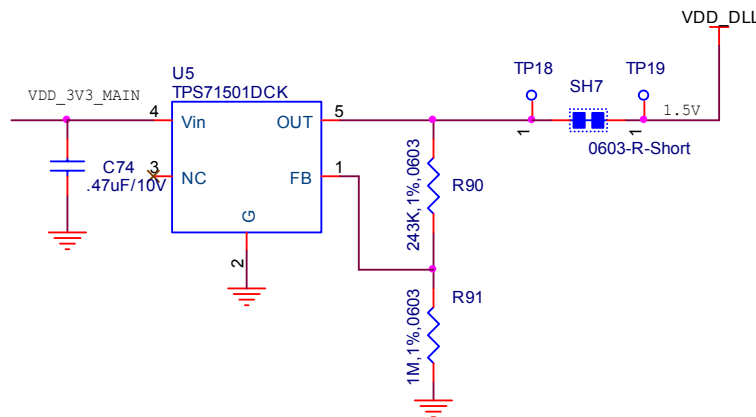 VDD_DLL
U5
TPS71501DCK
TP18
SH7
TP19
VDD_3V3_MAIN
4
Vin
OUT
5
1
1
1.5V
0603-R-Short
C74
.47uF/10V
3
NC
FB
1
G
2
243K,1%,0603
R90
R91
1M,1%,0603